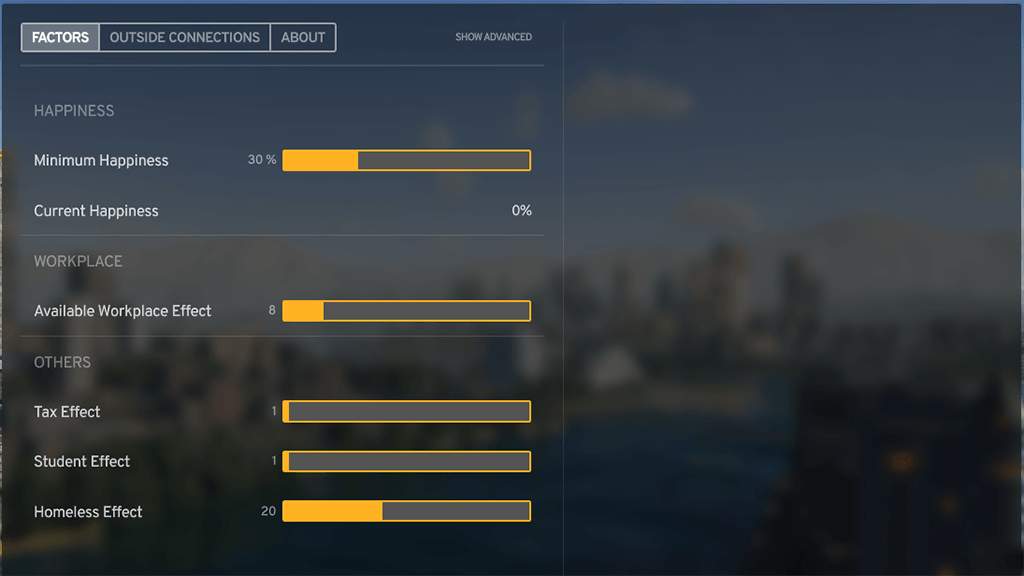 FACTORS OUTSIDE CONNECTIONS ABOUT SHOW ADVANCED
HAPPINESS
Minimum Happiness 30 %
Current Happiness 0%
WORKPLACE
Available Workplace Effect 8
OTHERS
Tax Effect 1
Student Effect 1
Homeless Effect 20